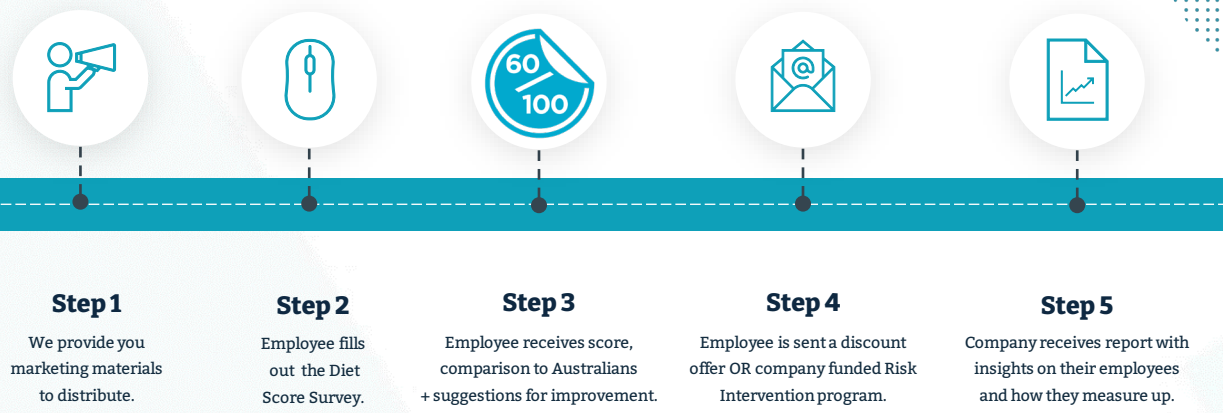 60
100
@
Step 1
We provide you
marketing materials
to distribute.
Step 2
Employee fills
out the Diet
Score Survey.
Step 3
Employee receives score,
comparison to Australians
+ suggestions for improvement.
Step 4
Employee is sent a discount
offer OR company funded Risk
Intervention program.
Step 5
Company receives report with
insights on their employees
and how they measure up.